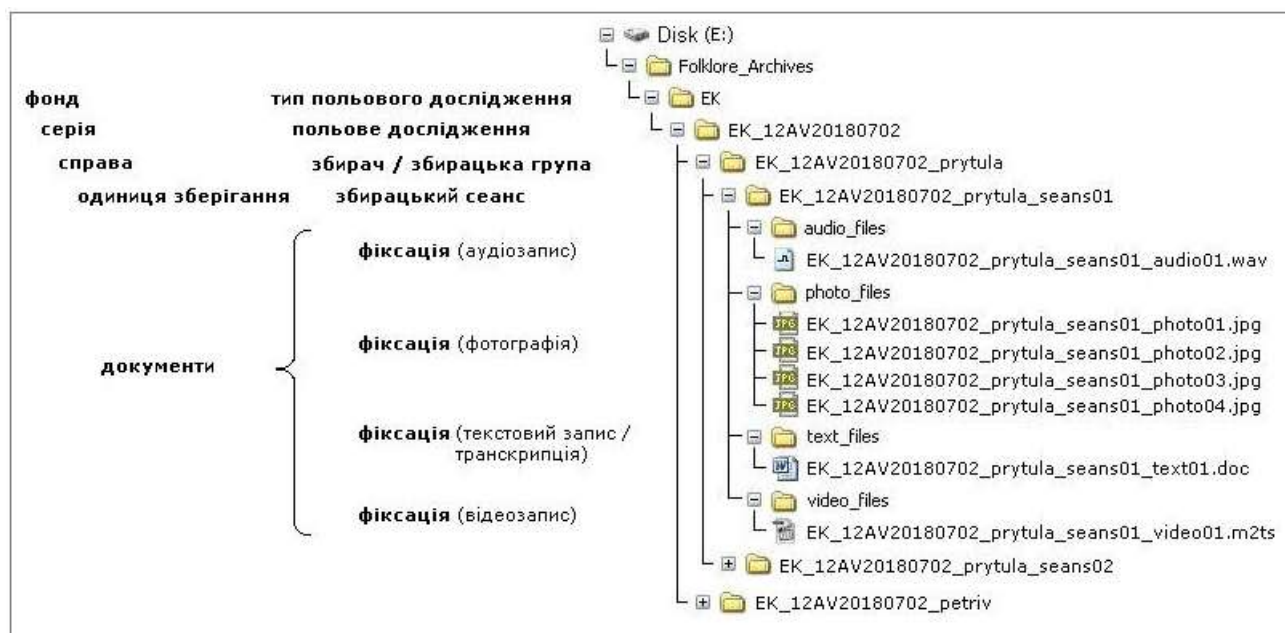 Disk (E:)
Folklore_Archives
фонд тип польового дослідження EK
серія польове дослідження EK_12AV20180702
справа збирач / збирацька група EK_12AV20180702_prytula
одиниця зберігання збирацький сеанс EK_12AV20180702_prytula_seans01
audio_files
фіксація (аудіозапис) EK_12AV20180702_prytula_seans01_audio01.wav
photo_files
EK_12AV20180702_prytula_seans01_photo01.jpg
фіксація (фотографія) EK_12AV20180702_prytula_seans01_photo02.jpg
документи EK_12AV20180702_prytula_seans01_photo03.jpg
EK_12AV20180702_prytula_seans01_photo04.jpg
фіксація (текстовий запис / text_files
транскрипція) EK_12AV20180702_prytula_seans01_text01.doc
video_files
фіксація (відеозапис) EK_12AV20180702_prytula_seans01_video01.m2ts
EK_12AV20180702_prytula_seans02
EK_12AV20180702_petriv